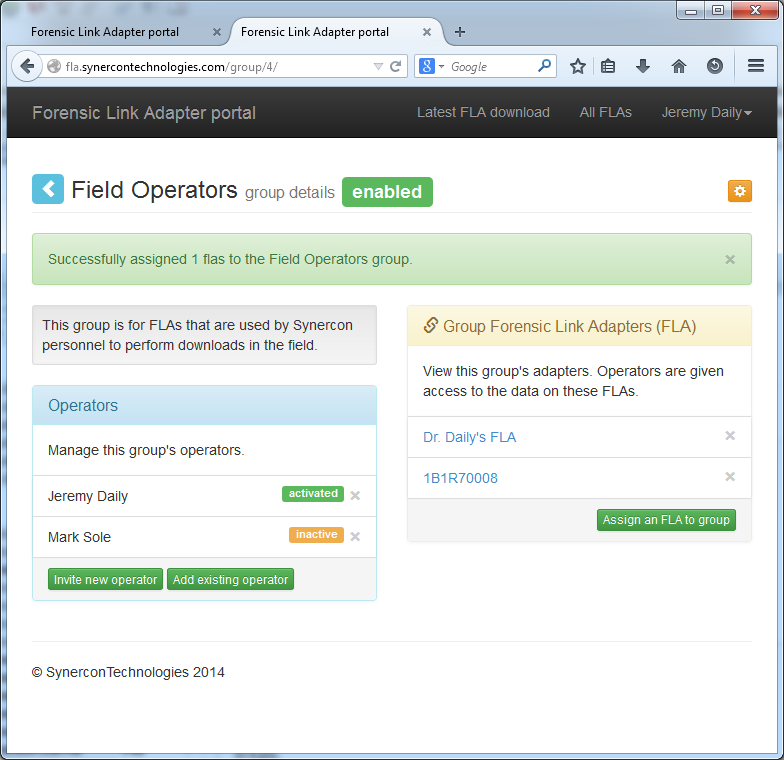 Forensic Link Adapter portal
Forensic Link Adapter portal
fla.synercontechnologies.com/group/4/
Google
Forensic Link Adapter portal
Latest FLA download
All FLAs
Jeremy Daily
Field Operators group details enabled
Successfully assigned 1 flas to the Field Operators group.
This group is for FLAs that are used by Synercon
personnel to perform downloads in the field.
Operators
Manage this group's operators.
Jeremy Daily activated
Mark Sole inactive
Invite new operator Add existing operator
Group Forensic Link Adapters (FLA)
View this group's adapters. Operators are given
access to the data on these FLAs.
Dr. Daily's FLA
1B1R70008
Assign an FLA to group
© SynerconTechnologies 2014